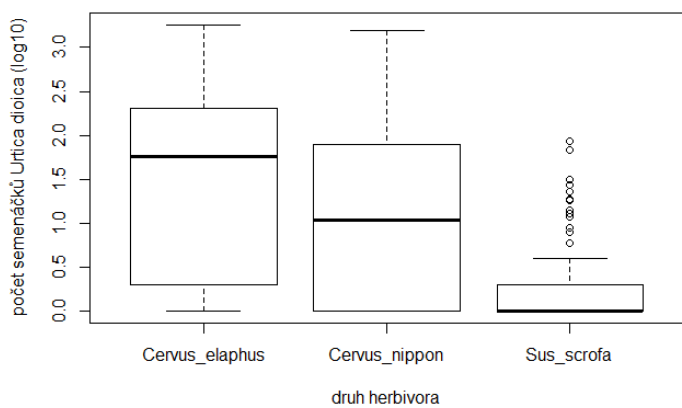 počet semenáčků Urtica dioica (log10)
3.0
2.5
2.0
1.5
1.0
0.5
0.0
Cervus_elaphus Cervus_nippon Sus_scrofa
druh herbivora